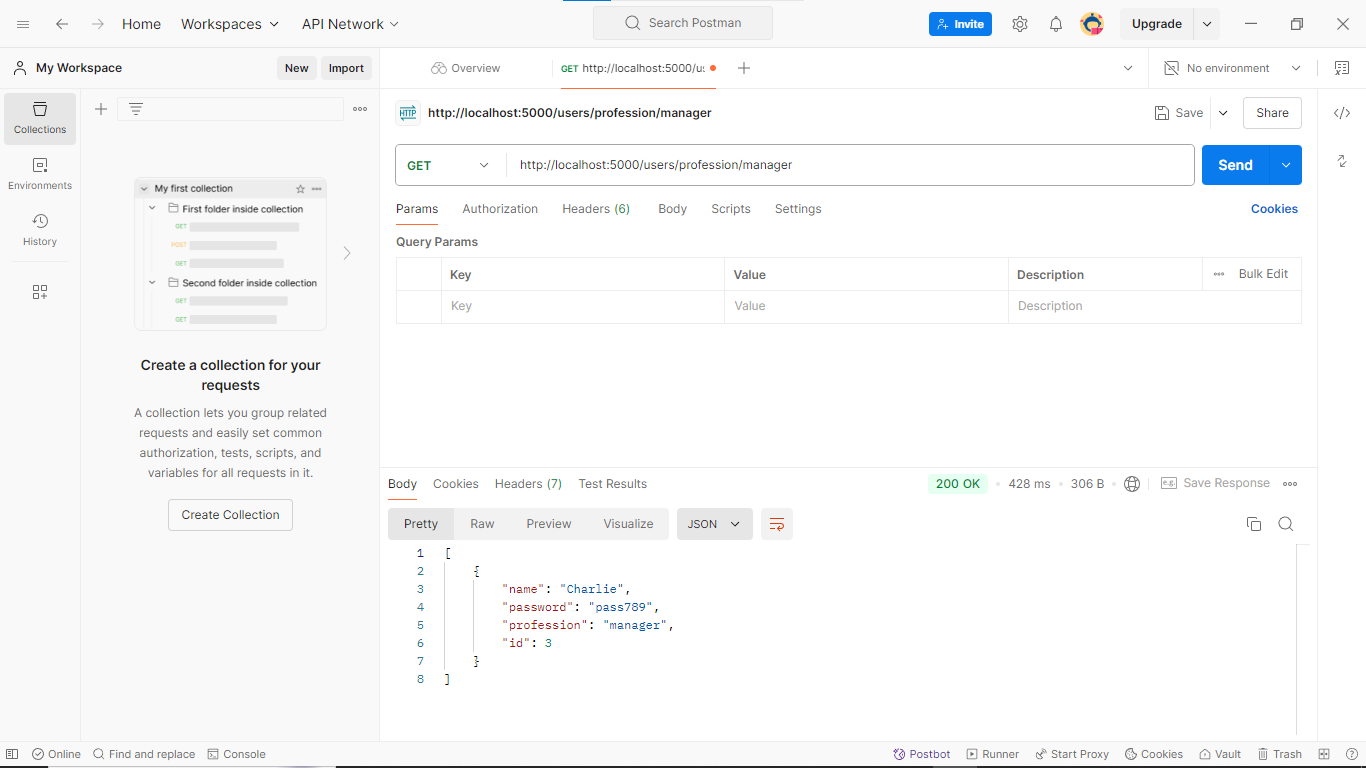 Home Workspaces API Network Search Postman Invite Upgrade
My Workspace New Import Overview GET http://localhost:5000/us No environment
Collections
Environments
History
My first collection
First folder inside collection
GET
POST
GET
Second folder inside collection
GET
GET
Create a collection for your
requests
A collection lets you group related
requests and easily set common
authorization, tests, scripts, and
variables for all requests in it.
Create Collection
HTTP http://localhost:5000/users/profession/manager Save Share
GET http://localhost:5000/users/profession/manager Send
Params Authorization Headers (6) Body Scripts Settings Cookies
Query Params
Key Value Description Bulk Edit
Key Value Description
Body Cookies Headers (7) Test Results 200 OK 428 ms 306 B e.g. Save Response
Pretty Raw Preview Visualize JSON
1 [
2 {
3 "name": "Charlie",
4 "password": "pass789",
5 "profession": "manager",
6 "id": 3
7 }
8 ]
Online Find and replace Console Postbot Runner Start Proxy Cookies Vault Trash